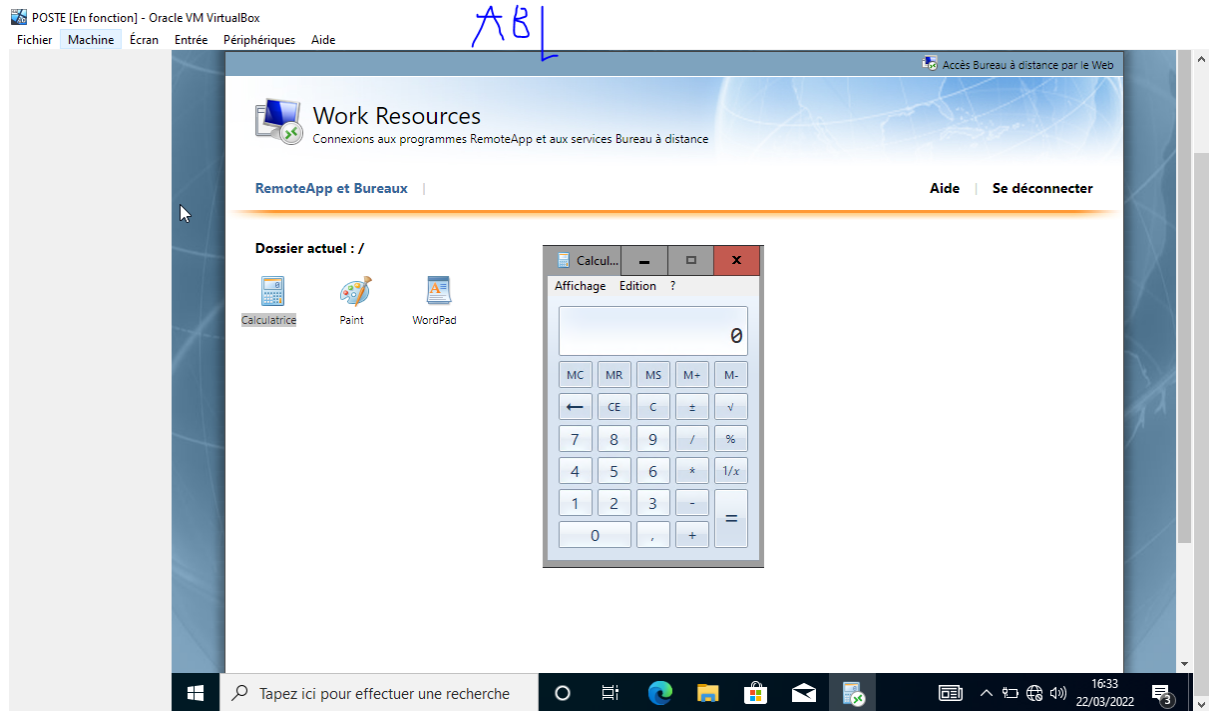 POSTE [En fonction] - Oracle VM VirtualBox
ABL
Fichier Machine Écran Entrée Périphériques Aide
Accès Bureau à distance par le Web
Work Resources
Connexions aux programmes RemoteApp et aux services Bureau à distance
RemoteApp et Bureaux | Aide | Se déconnecter
Dossier actuel : /
Calculatrice Paint WordPad
Calcul...
Affichage Edition ?
0
MC MR MS M+ M-
← CE C ± √
7 8 9 / %
4 5 6 * 1/x
1 2 3 - =
0 , +
Tapez ici pour effectuer une recherche
16:33
22/03/2022
3